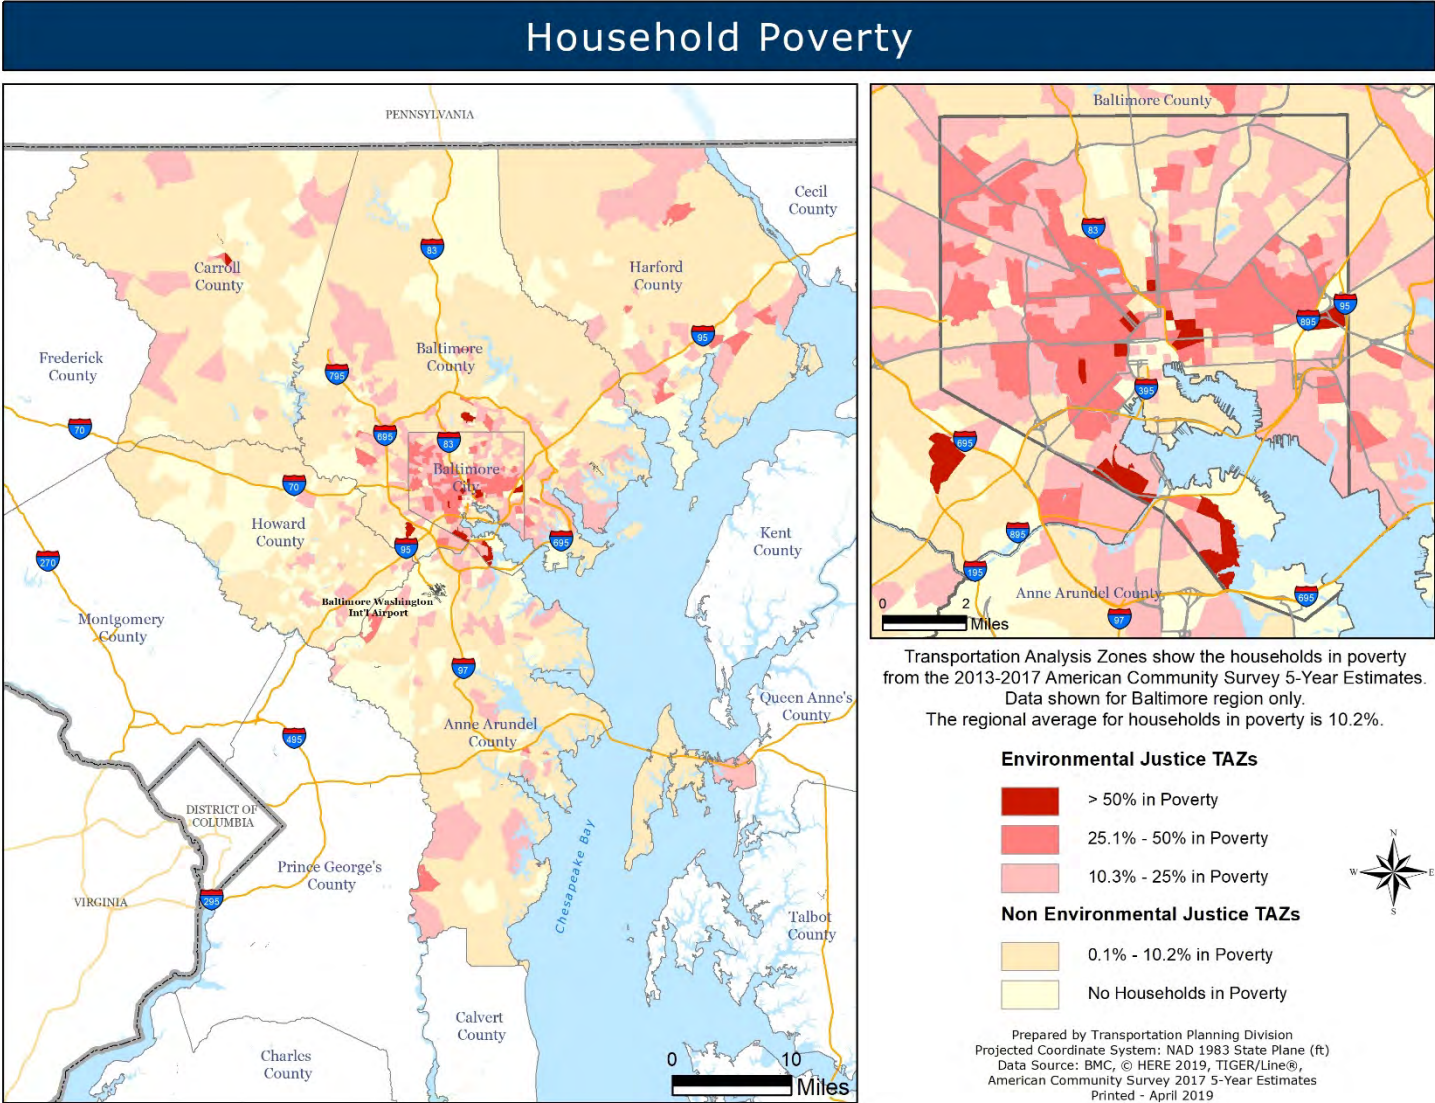 Household Poverty
PENNSYLVANIA
Cecil
County
83
Carroll
County
Harford
County
95
Frederick
County
Baltimore
County
795
70
695
83
Baltimore
City
70
Howard
County
Kent
County
95
695
270
Baltimore Washington
Int'l Airport
Montgomery
County
97
Queen Anne's
County
Anne Arundel
County
495
DISTRICT OF
COLUMBIA
Chesapeake Bay
Prince George's
County
VIRGINIA
295
Talbot
County
Calvert
County
Charles
County
0 10
Miles
Baltimore County
83
95
895
395
695
895
195
Anne Arundel County
695
97
0 2
Miles
Transportation Analysis Zones show the households in poverty
from the 2013-2017 American Community Survey 5-Year Estimates.
Data shown for Baltimore region only.
The regional average for households in poverty is 10.2%.
Environmental Justice TAZs
> 50% in Poverty
25.1% - 50% in Poverty
10.3% - 25% in Poverty
Non Environmental Justice TAZs
0.1% - 10.2% in Poverty
No Households in Poverty
N
W E
S
Prepared by Transportation Planning Division
Projected Coordinate System: NAD 1983 State Plane (ft)
Data Source: BMC, © HERE 2019, TIGER/Line®,
American Community Survey 2017 5-Year Estimates
Printed - April 2019